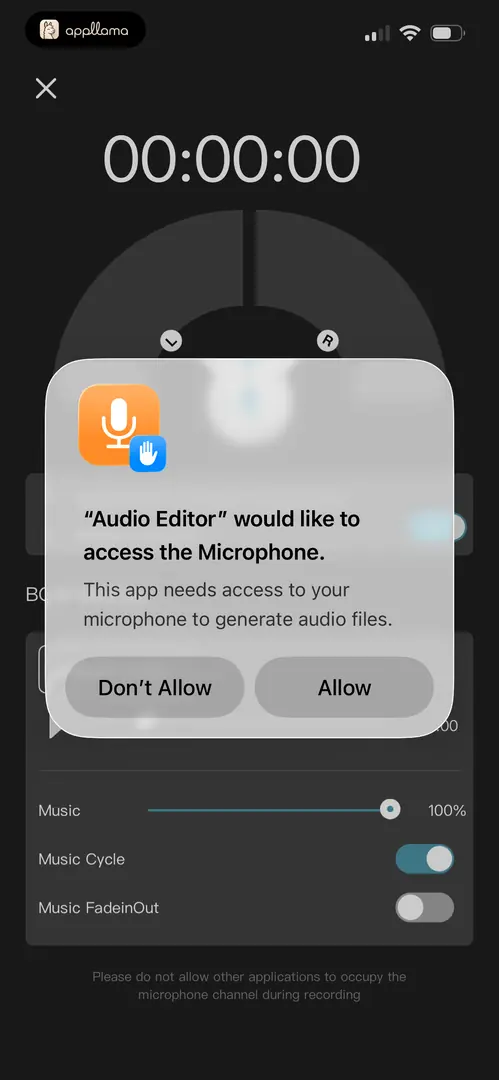 appllama
00:00:00
R
“Audio Editor” would like to
access the Microphone.
This app needs access to your
microphone to generate audio files.
Don’t Allow
Allow
Music
100%
Music Cycle
Music FadeinOut
Please do not allow other applications to occupy the
microphone channel during recording